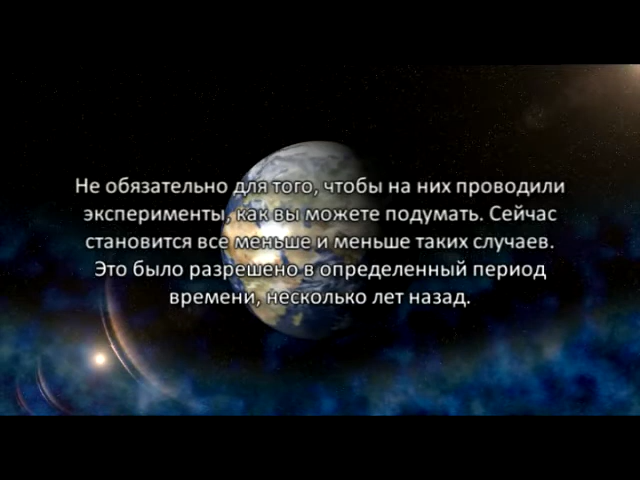 Не обязательно для того, чтобы на них проводили
эксперименты, как вы можете подумать. Сейчас
становится все меньше и меньше таких случаев.
Это было разрешено в определенный период
времени, несколько лет назад.